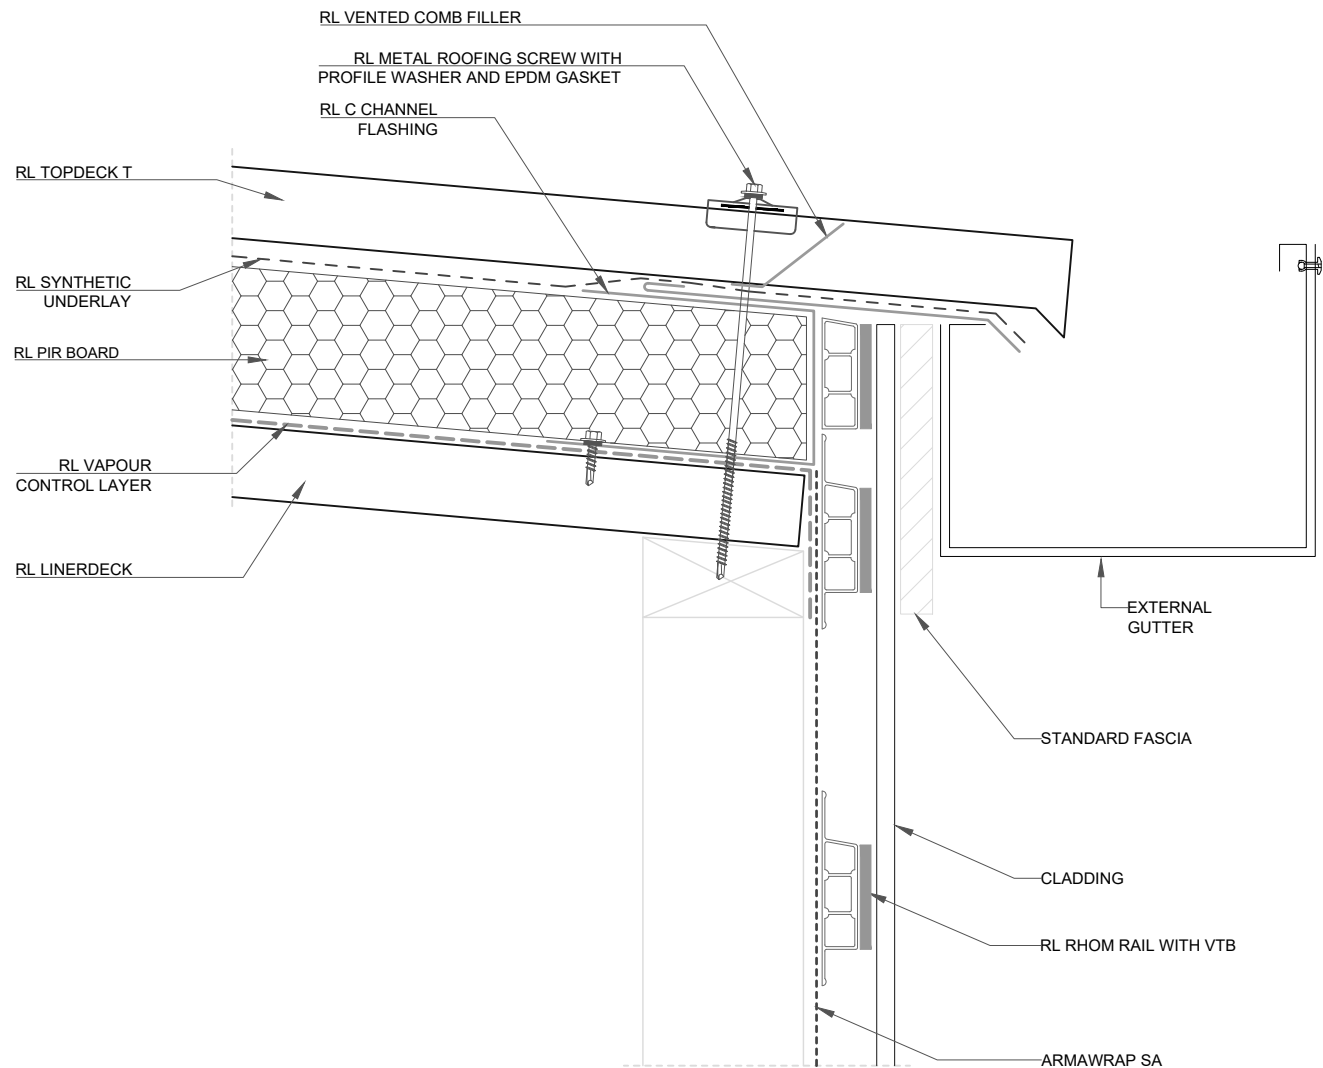 RL VENTED COMB FILLER
RL METAL ROOFING SCREW WITH
PROFILE WASHER AND EPDM GASKET
RL C CHANNEL
FLASHING
RL TOPDECK T
RL SYNTHETIC
UNDERLAY
RL PIR BOARD
RL VAPOUR
CONTROL LAYER
RL LINERDECK
EXTERNAL
GUTTER
STANDARD FASCIA
CLADDING
RL RHOM RAIL WITH VTB
ARMAWRAP SA